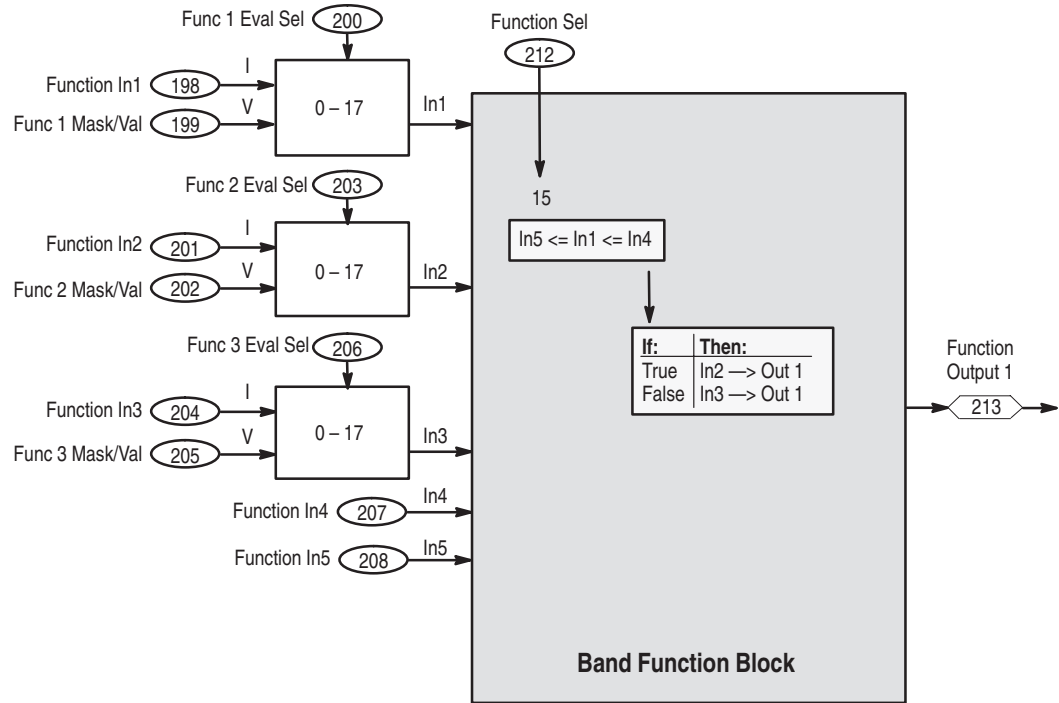 Func 1 Eval Sel 200
Function In1 198 I
Func 1 Mask/Val 199 V
0 – 17
In1
Function Sel
212
Func 2 Eval Sel 203
Function In2 201 I
Func 2 Mask/Val 202 V
0 – 17
In2
15
In5 <= In1 <= In4
If: Then:
True In2 —> Out 1
False In3 —> Out 1
Func 3 Eval Sel 206
Function In3 204 I
Func 3 Mask/Val 205 V
0 – 17
In3
Function In4 207 In4
Function In5 208 In5
Function
Output 1
213
Band Function Block